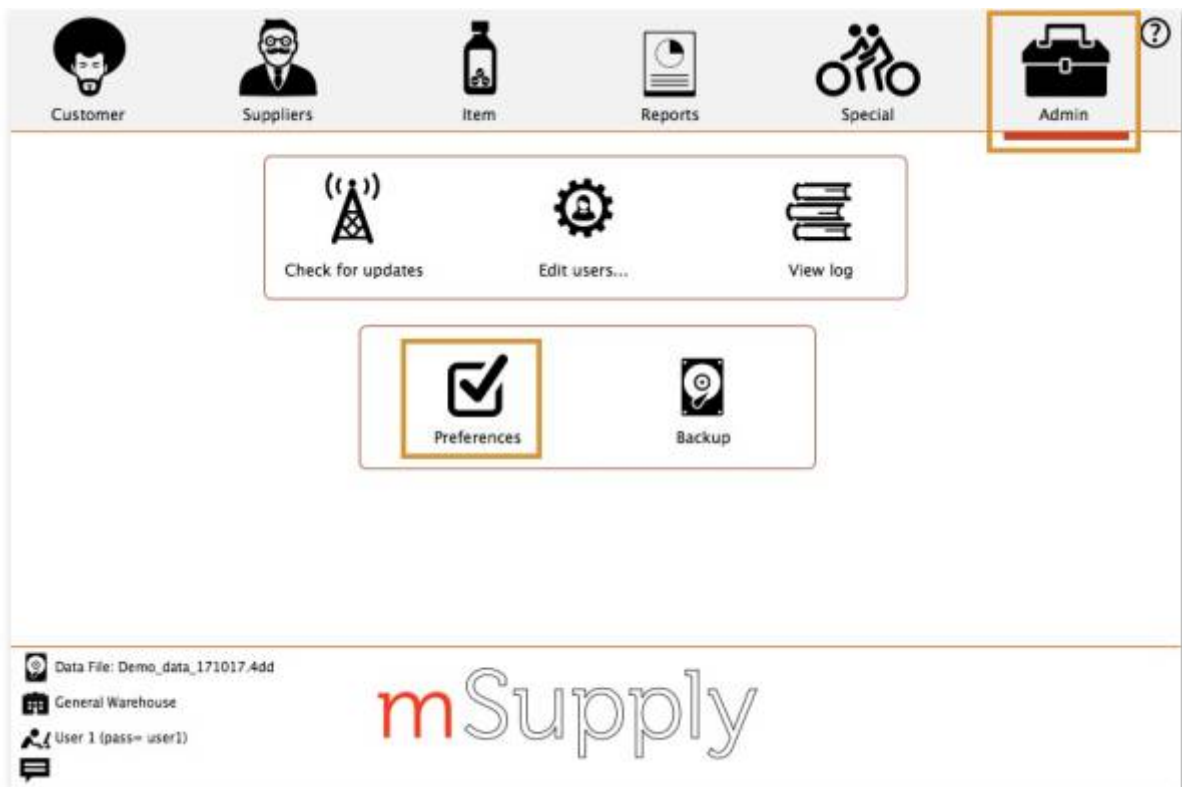 Customer
Suppliers
Item
Reports
Special
Admin
?
Check for updates
Edit users...
View log
Preferences
Backup
Data File: Demo_data_171017.4dd
General Warehouse
User 1 (pass= user1)
mSupply